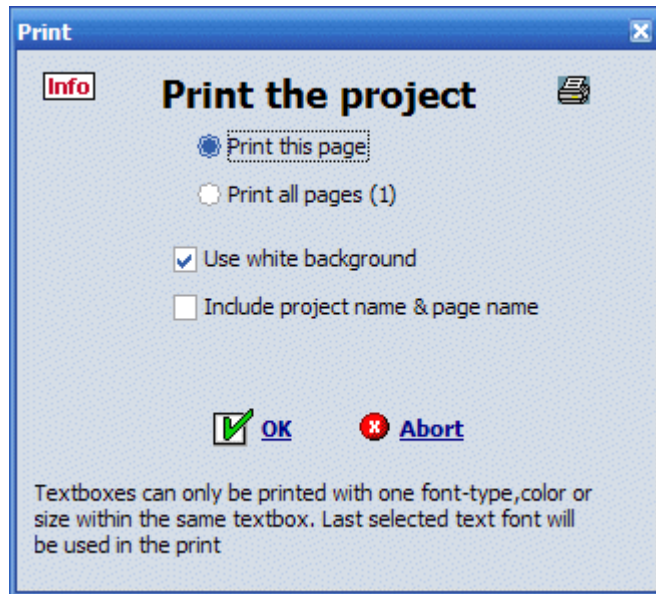 Print
Info
Print the project
Print this page
Print all pages (1)
Use white background
Include project name & page name
OK
Abort
Textboxes can only be printed with one font-type,color or
size within the same textbox. Last selected text font will
be used in the print